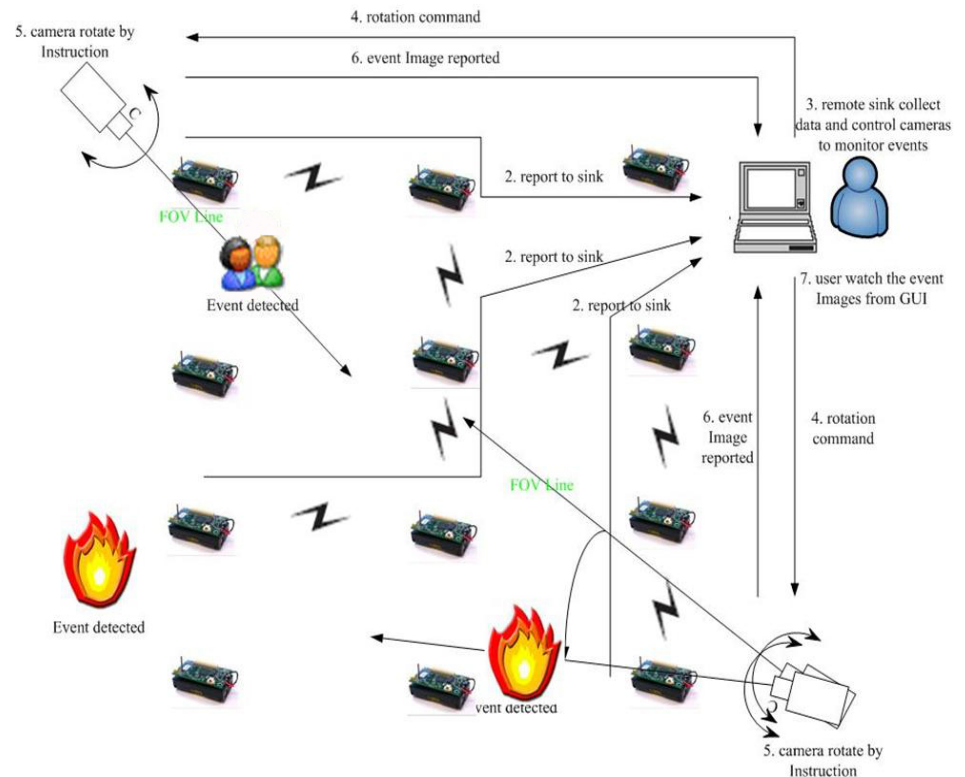 4. rotation command
5. camera rotate by
Instruction
6. event Image reported
3. remote sink collect
data and control cameras
to monitor events
C
2. report to sink
FOV Line
2. report to sink
Event detected
7. user watch the event
Images from GUI
2. report to sink
6. event
Image
reported
4. rotation
command
FOV Line
Event detected
C
vent detected
5. camera rotate by
Instruction